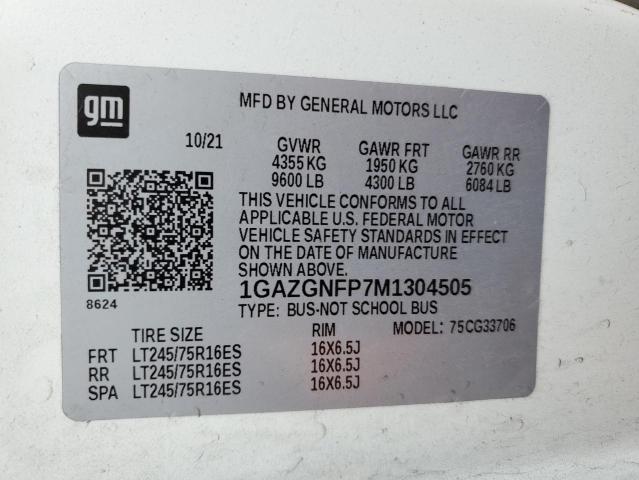 gm
MFD BY GENERAL MOTORS LLC
10/21 GVWR GAWR FRT GAWR RR
4355 KG 1950 KG 2760 KG
9600 LB 4300 LB 6084 LB
THIS VEHICLE CONFORMS TO ALL
APPLICABLE U.S. FEDERAL MOTOR
VEHICLE SAFETY STANDARDS IN EFFECT
ON THE DATE OF MANUFACTURE
SHOWN ABOVE.
8624
1GAZGNFP7M1304505
TYPE: BUS-NOT SCHOOL BUS
TIRE SIZE RIM MODEL: 75CG33706
FRT LT245/75R16ES 16X6.5J
RR LT245/75R16ES 16X6.5J
SPA LT245/75R16ES 16X6.5J